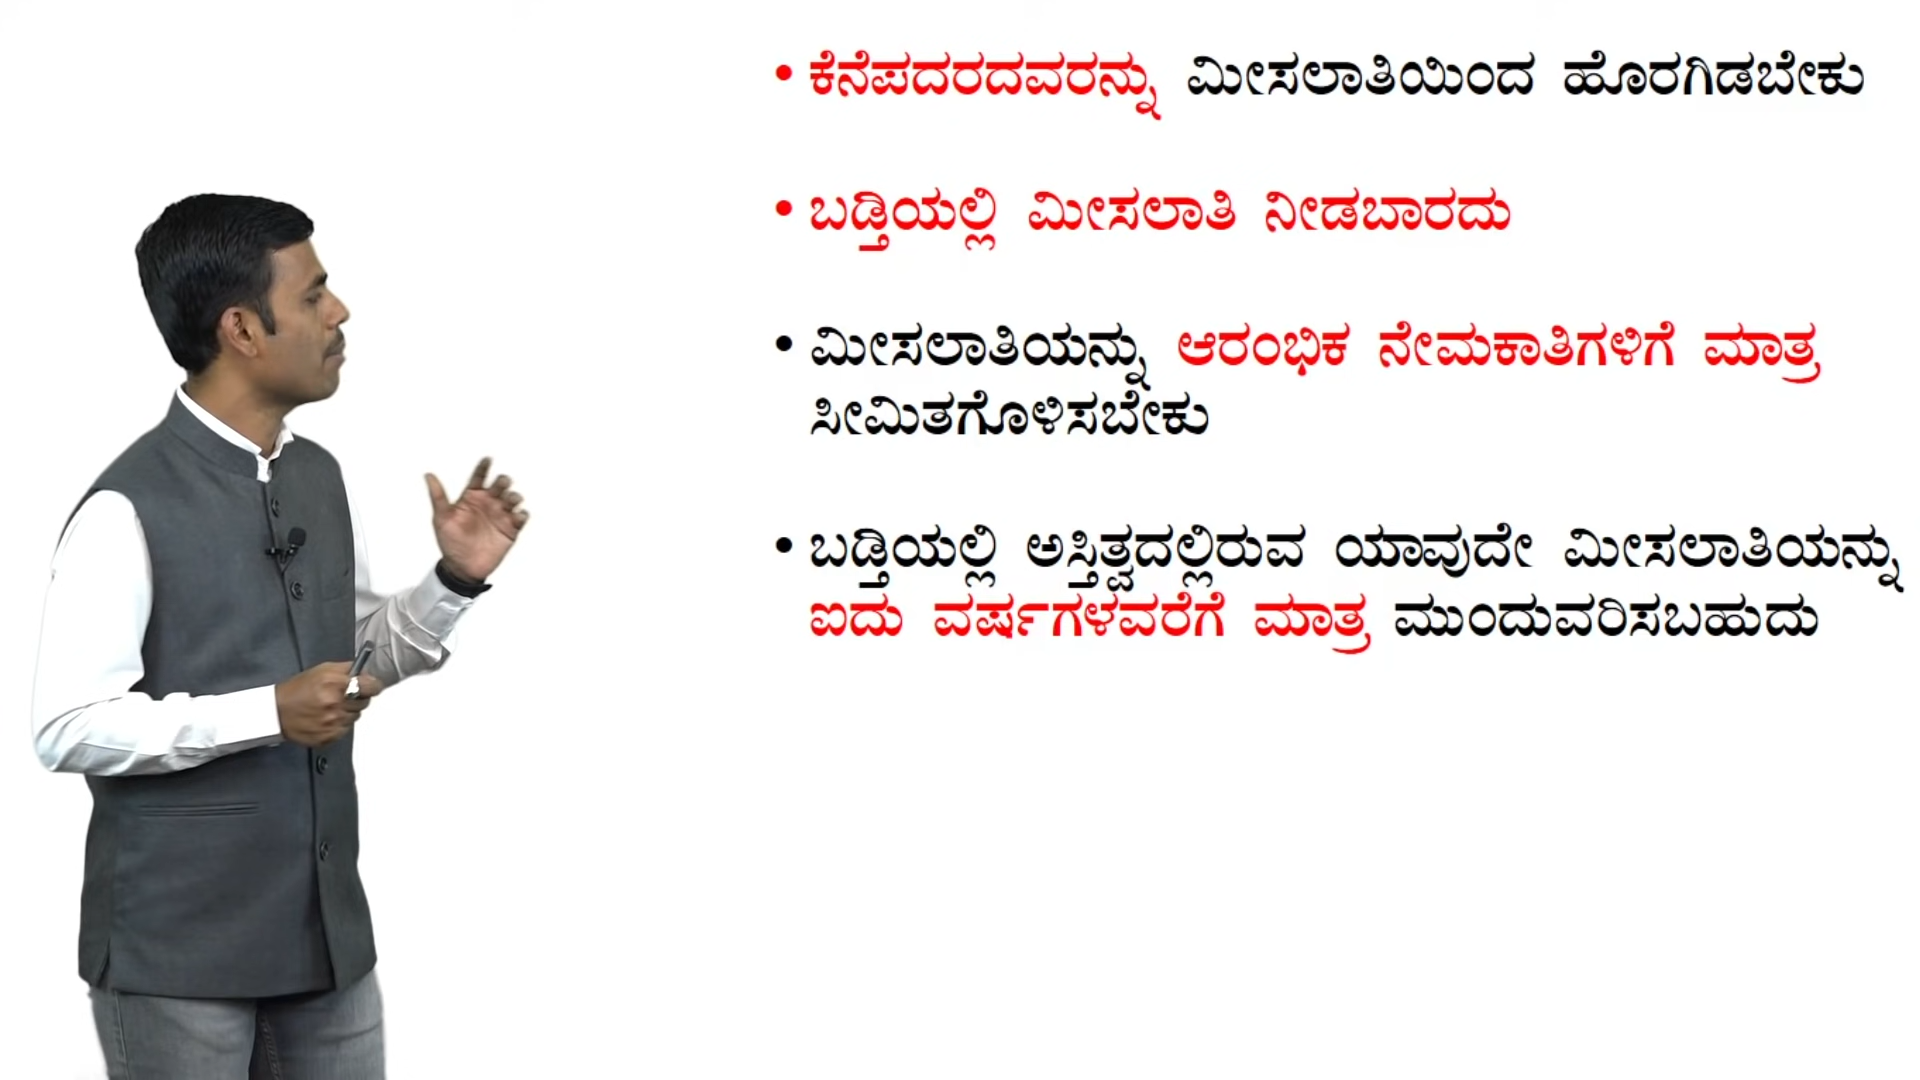 • ಕೆನೆಪದರದವರನ್ನು ಮೀಸಲಾತಿಯಿಂದ ಹೊರಗಿಡಬೇಕು
• ಬಡ್ತಿಯಲ್ಲಿ ಮೀಸಲಾತಿ ನೀಡಬಾರದು
• ಮೀಸಲಾತಿಯನ್ನು ಆರಂಭಿಕ ನೇಮಕಾತಿಗಳಿಗೆ ಮಾತ್ರ
ಸೀಮಿತಗೊಳಿಸಬೇಕು
• ಬಡ್ತಿಯಲ್ಲಿ ಅಸ್ತಿತ್ವದಲ್ಲಿರುವ ಯಾವುದೇ ಮೀಸಲಾತಿಯನ್ನು
ಐದು ವರ್ಷಗಳವರೆಗೆ ಮಾತ್ರ ಮುಂದುವರಿಸಬಹುದು